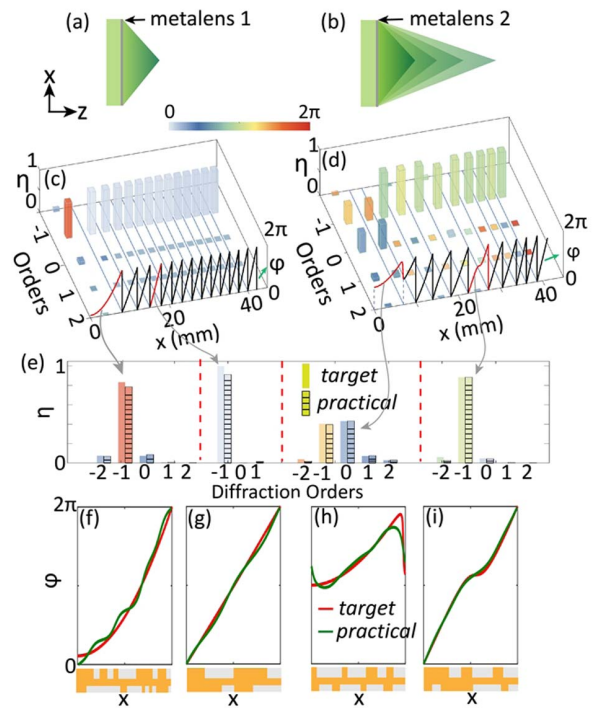 (a) metalens 1
(b) metalens 2
x
z
0 2π
1
η
0
(c)
-1
0
1
2
Orders
0 20 40
x (mm)
2π
φ
0
1
η
0
(d)
-1
0
1
2
Orders
0 20 40
x (mm)
2π
φ
0
(e)
1
η
0
target
practical
-2 -1 0 1 2
-1 0 1
-2 -1 0 1 2
-2 -1 0 1 2
Diffraction Orders
2π
φ
0
(f)
(g)
(h)
(i)
target
practical
x
x
x
x